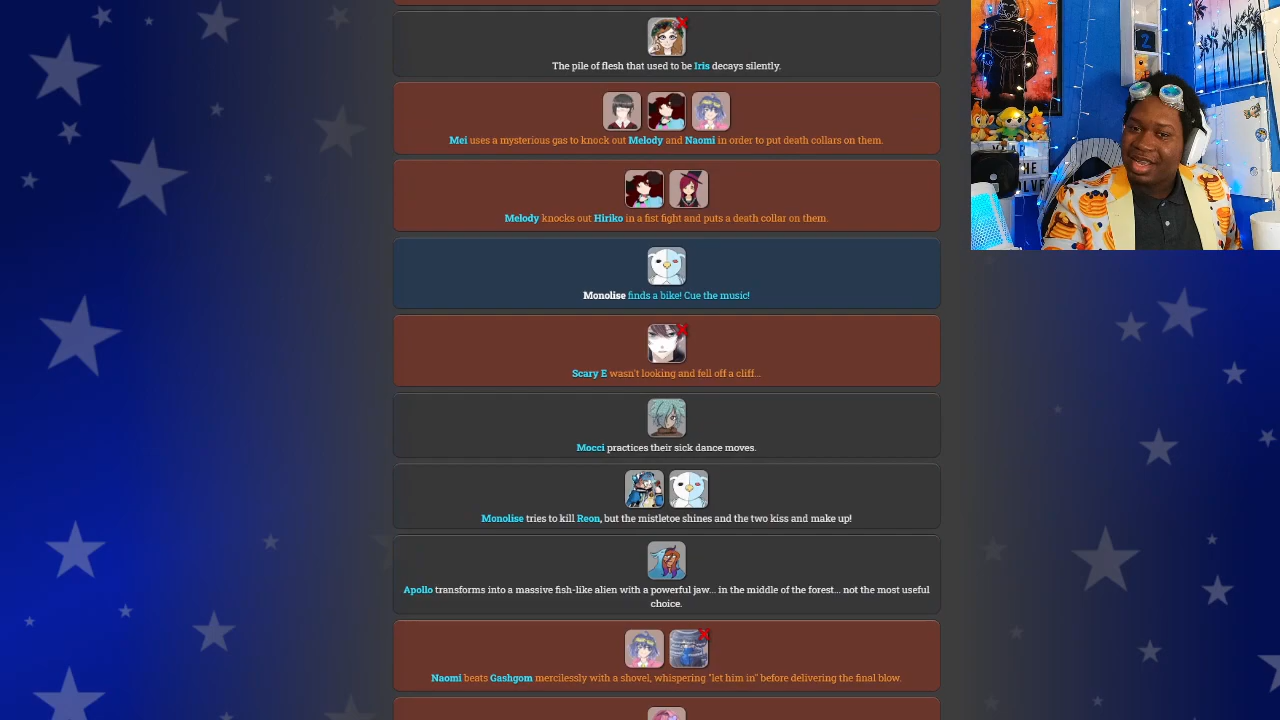 The pile of flesh that used to be Iris decays silently.
Mei uses a mysterious gas to knock out Melody and Naomi in order to put death collars on them.
Melody knocks out Hiriko in a fist fight and puts a death collar on them.
Monolise finds a bike! Cue the music!
Scary E wasn't looking and fell off a cliff...
Mocci practices their sick dance moves.
Monolise tries to kill Reon, but the mistletoe shines and the two kiss and make up!
Apollo transforms into a massive fish-like alien with a powerful jaw... in the middle of the forest... not the most useful
choice.
Naomi beats Gashgom mercilessly with a shovel, whispering "let him in" before delivering the final blow.
2
THE